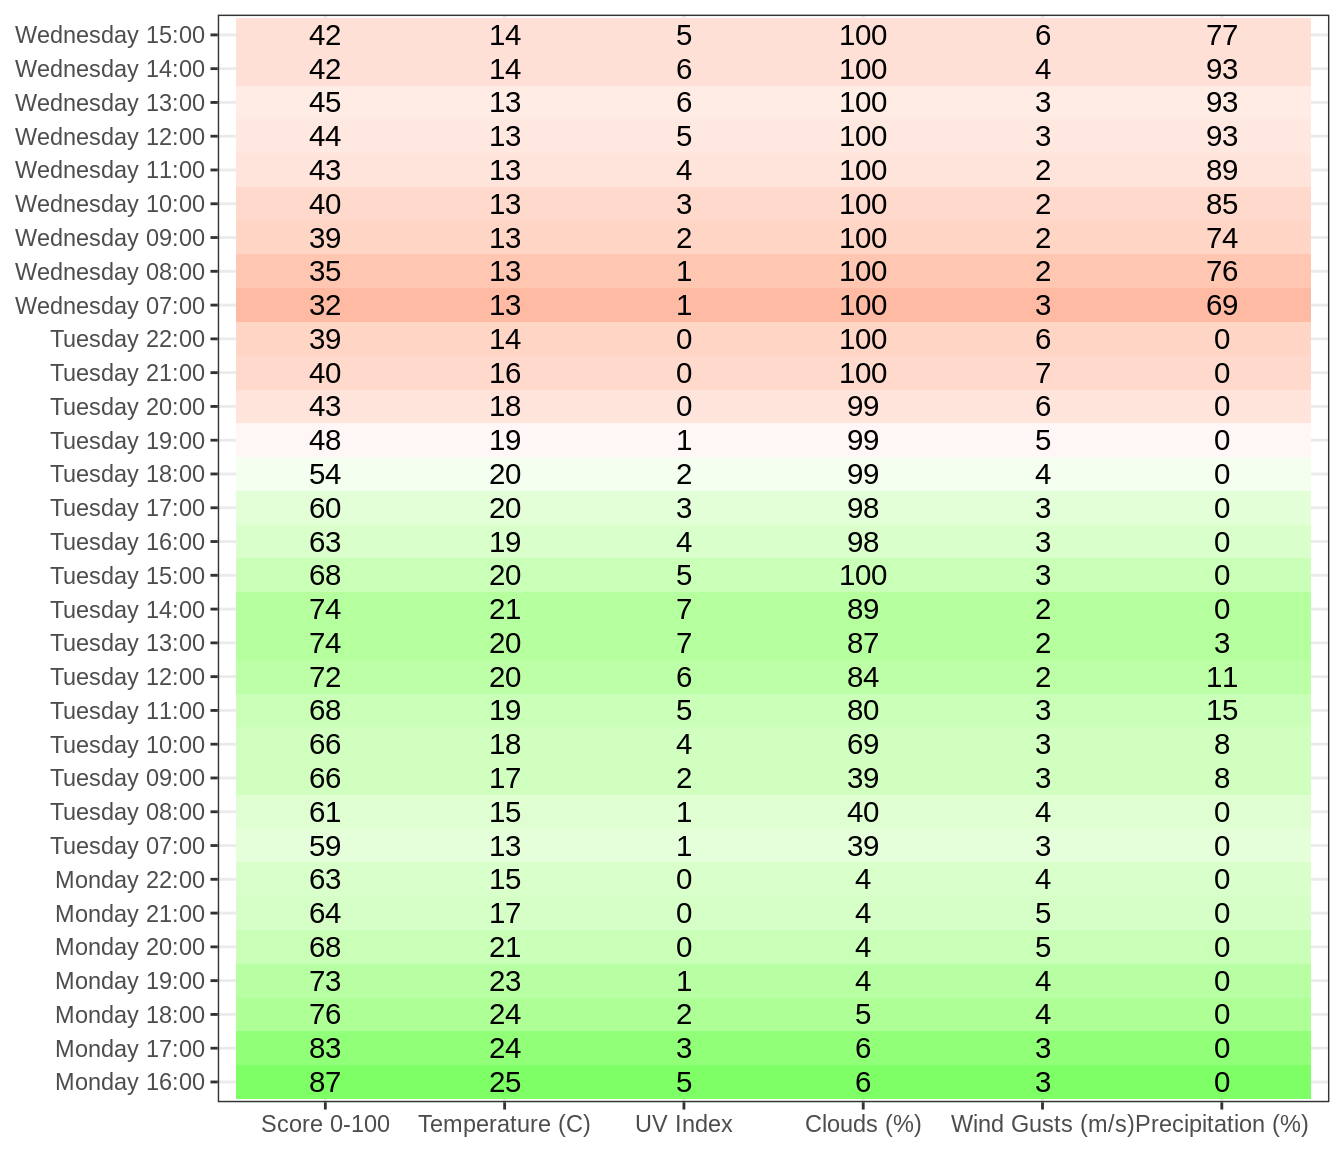 Wednesday 15:00 42 14 5 100 6 77
Wednesday 14:00 42 14 6 100 4 93
Wednesday 13:00 45 13 6 100 3 93
Wednesday 12:00 44 13 5 100 3 93
Wednesday 11:00 43 13 4 100 2 89
Wednesday 10:00 40 13 3 100 2 85
Wednesday 09:00 39 13 2 100 2 74
Wednesday 08:00 35 13 1 100 2 76
Wednesday 07:00 32 13 1 100 3 69
Tuesday 22:00 39 14 0 100 6 0
Tuesday 21:00 40 16 0 100 7 0
Tuesday 20:00 43 18 0 99 6 0
Tuesday 19:00 48 19 1 99 5 0
Tuesday 18:00 54 20 2 99 4 0
Tuesday 17:00 60 20 3 98 3 0
Tuesday 16:00 63 19 4 98 3 0
Tuesday 15:00 68 20 5 100 3 0
Tuesday 14:00 74 21 7 89 2 0
Tuesday 13:00 74 20 7 87 2 3
Tuesday 12:00 72 20 6 84 2 11
Tuesday 11:00 68 19 5 80 3 15
Tuesday 10:00 66 18 4 69 3 8
Tuesday 09:00 66 17 2 39 3 8
Tuesday 08:00 61 15 1 40 4 0
Tuesday 07:00 59 13 1 39 3 0
Monday 22:00 63 15 0 4 4 0
Monday 21:00 64 17 0 4 5 0
Monday 20:00 68 21 0 4 5 0
Monday 19:00 73 23 1 4 4 0
Monday 18:00 76 24 2 5 4 0
Monday 17:00 83 24 3 6 3 0
Monday 16:00 87 25 5 6 3 0
Score 0-100 Temperature (C) UV Index Clouds (%) Wind Gusts (m/s) Precipitation (%)